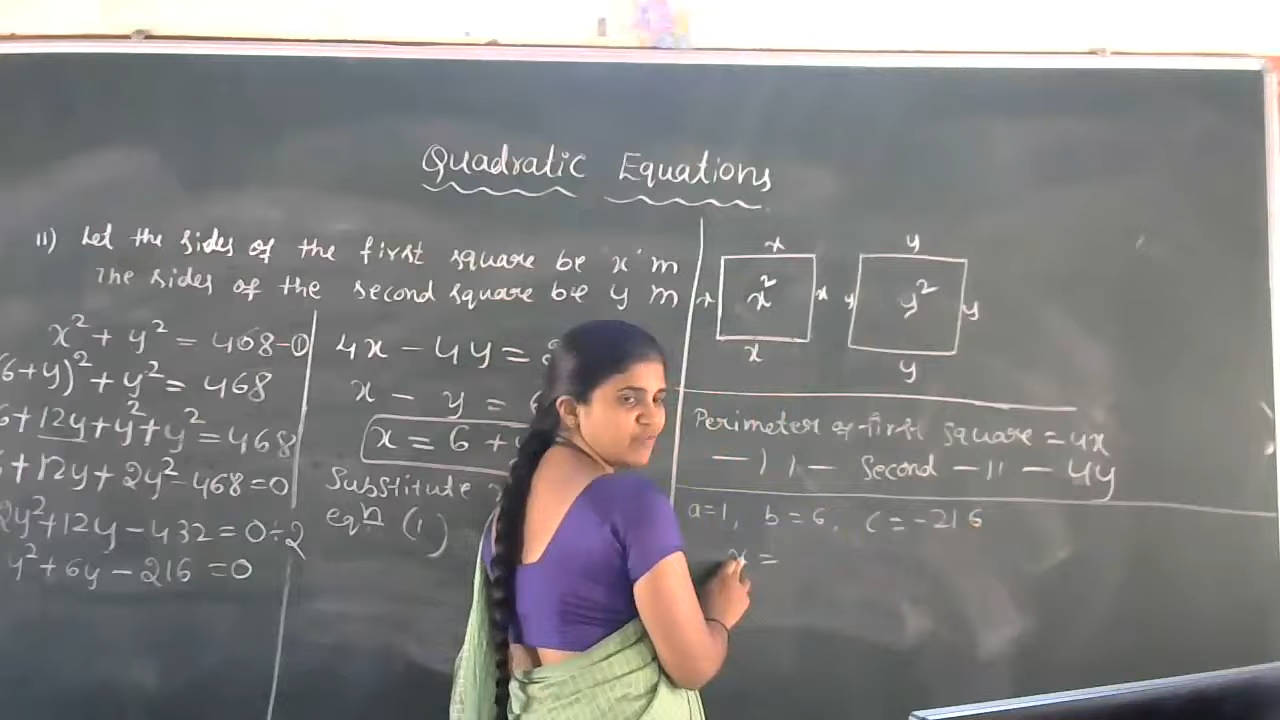 Quadratic Equations
11) Let the sides of the first square be x m
The sides of the second square be y m
x² + y² = 468 - ①
6+y)² + y² = 468
6 + 12y + y² + y² = 468
+ 12y + 2y² - 468 = 0
2y² + 12y - 432 = 0 ÷ 2
y² + 6y - 216 = 0
4x - 4y =
x - y = 6
x = 6 + y
Substitute
eqn (1)
x
x x² x
x
y
y y² y
y
Perimeter of first square = 4x
— 11 — Second — 11 — 4y
a=1, b=6, c=-216
x =